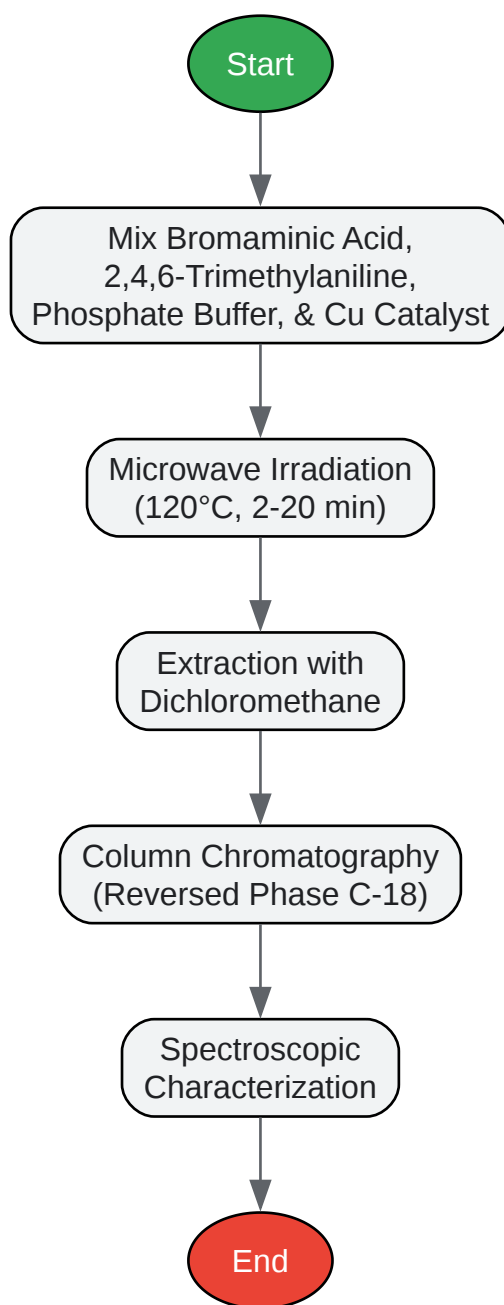 Start
Mix Bromaminic Acid,
2,4,6-Trimethylaniline,
Phosphate Buffer, & Cu Catalyst
Microwave Irradiation
(120°C, 2-20 min)
Extraction with
Dichloromethane
Column Chromatography
(Reversed Phase C-18)
Spectroscopic
Characterization
End